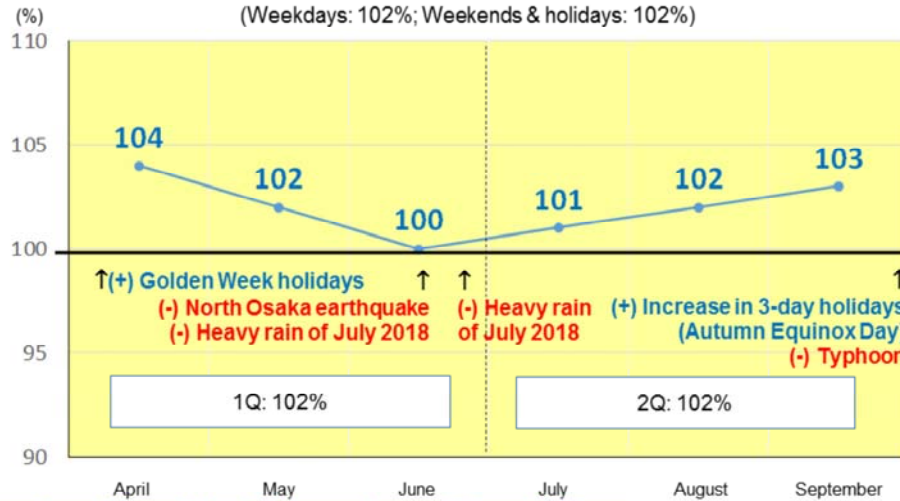 (%)
(Weekdays: 102%; Weekends & holidays: 102%)
110
105
100
95
90
104
102
100
101
102
103
↑(+) Golden Week holidays
(-) North Osaka earthquake
(-) Heavy rain of July 2018
↑
↑
(-) Heavy rain
of July 2018
↑
(+) Increase in 3-day holidays
(Autumn Equinox Day
(-) Typhoon
1Q: 102%
2Q: 102%
April
May
June
July
August
September